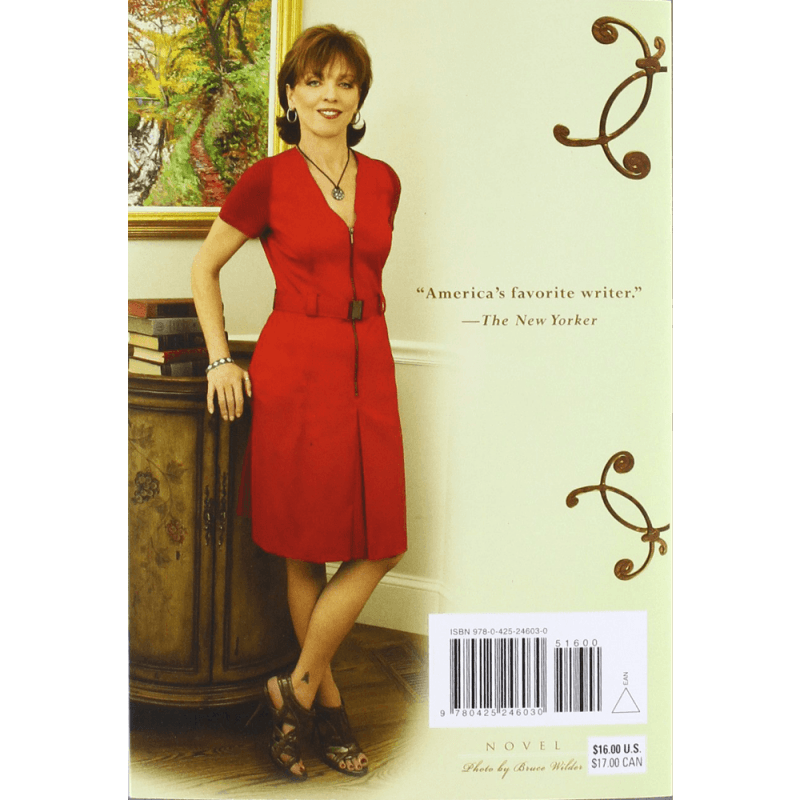 “America’s favorite writer.”
—The New Yorker
ISBN 978-0-425-24603-0
51600
9 780425 246030
EAN
NOVEL
Photo by Bruce Wilder
$16.00 U.S.
$17.00 CAN